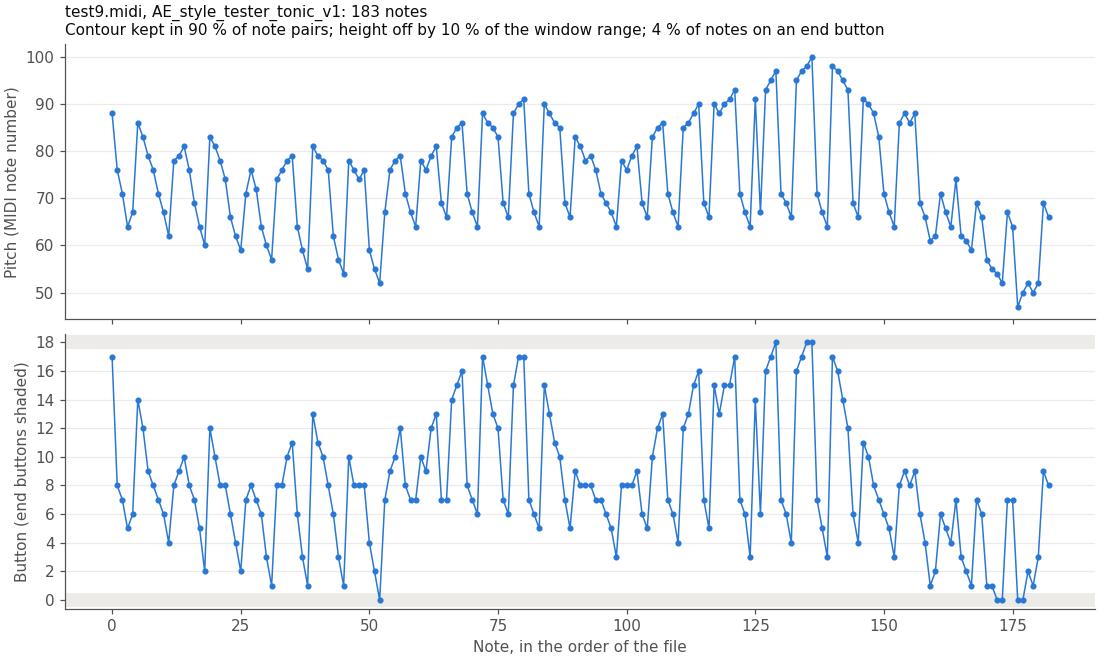 test9.midi, AE_style_tester_tonic_v1: 183 notes
Contour kept in 90 % of note pairs; height off by 10 % of the window range; 4 % of notes on an end button
Pitch (MIDI note number)
100
90
80
70
60
50
Button (end buttons shaded)
18
16
14
12
10
8
6
4
2
0
0 25 50 75 100 125 150 175
Note, in the order of the file